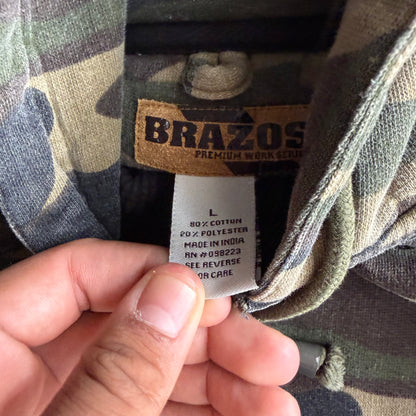 BRAZOS
PREMIUM WORK SERIES
L
80% COTTON
20% POLYESTER
MADE IN INDIA
RN #098223
SEE REVERSE
FOR CARE